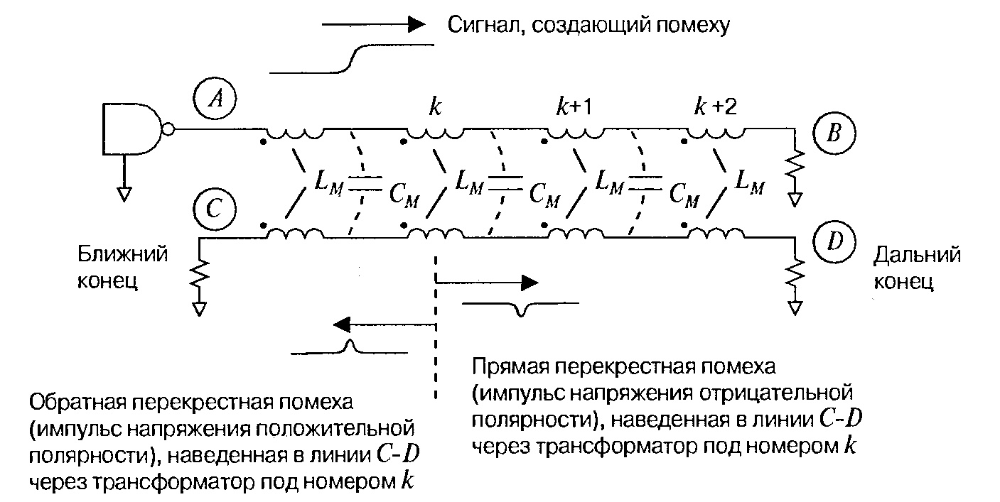 Сигнал, создающий помеху
A
k
k+1
k +2
B
L_M
C_M
L_M
C_M
L_M
C_M
L_M
C
D
Ближний
конец
Дальний
конец
Прямая перекрестная помеха
(импульс напряжения отрицательной
полярности), наведенная в линии C-D
через трансформатор под номером k
Обратная перекрестная помеха
(импульс напряжения положительной
полярности), наведенная в линии C-D
через трансформатор под номером k